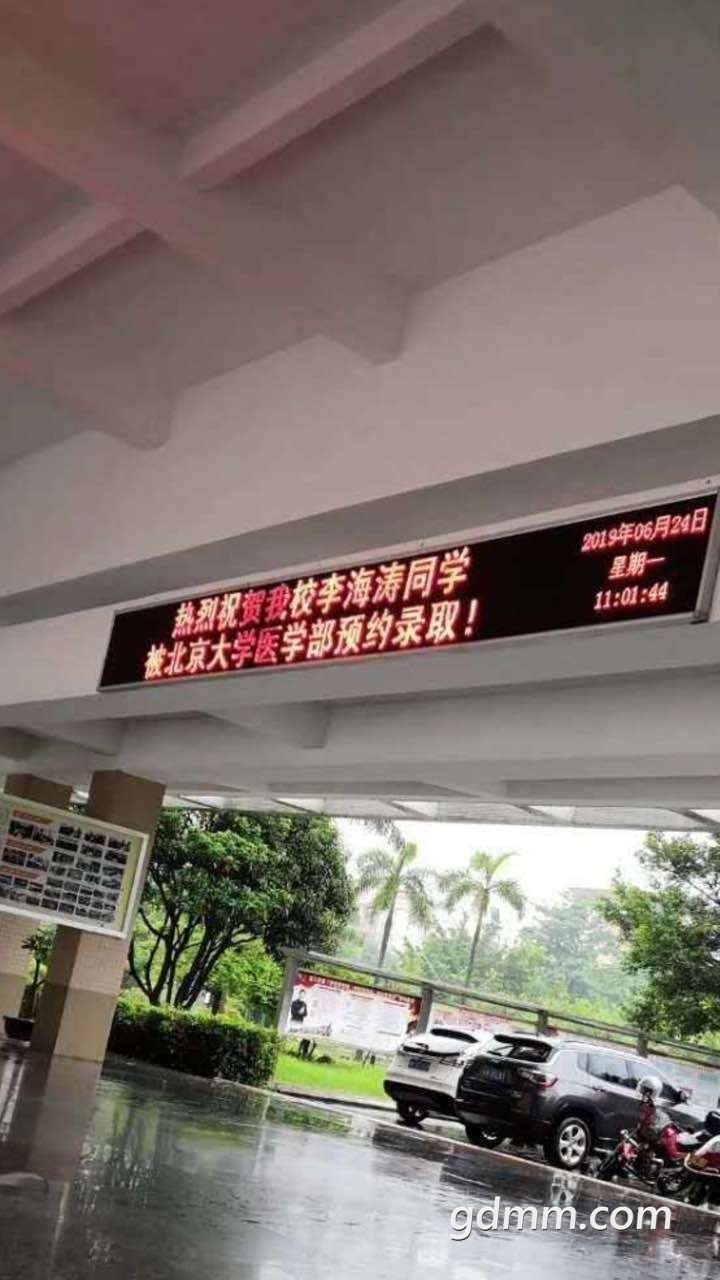 热烈祝贺我校李海涛同学
被北京大学医学部预约录取！
2019年06月24日
星期一
11:01:44
gdmm.com